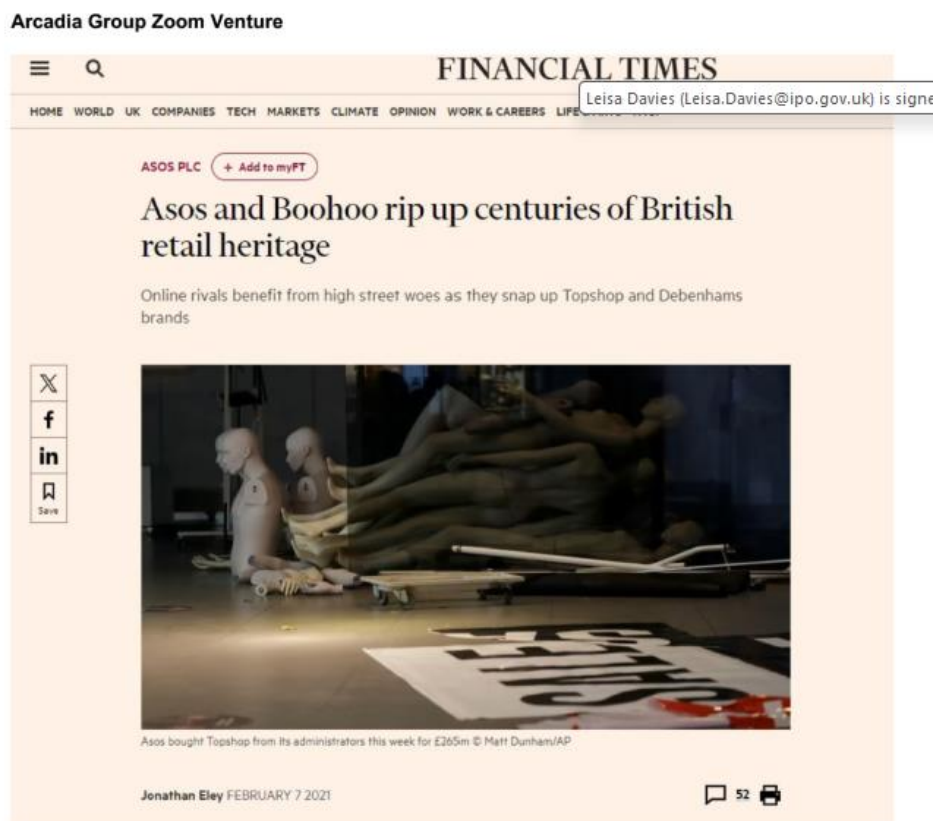 Arcadia Group Zoom Venture
FINANCIAL TIMES
Leisa Davies (Leisa.Davies@ipo.gov.uk) is signe
HOME WORLD UK COMPANIES TECH MARKETS CLIMATE OPINION WORK & CAREERS LIFE
ASOS PLC + Add to myFT
Asos and Boohoo rip up centuries of British
retail heritage
Online rivals benefit from high street woes as they snap up Topshop and Debenhams
brands
X
f
in
Save
Asos bought Topshop from its administrators this week for £265m © Matt Dunham/AP
Jonathan Eley FEBRUARY 7 2021
52